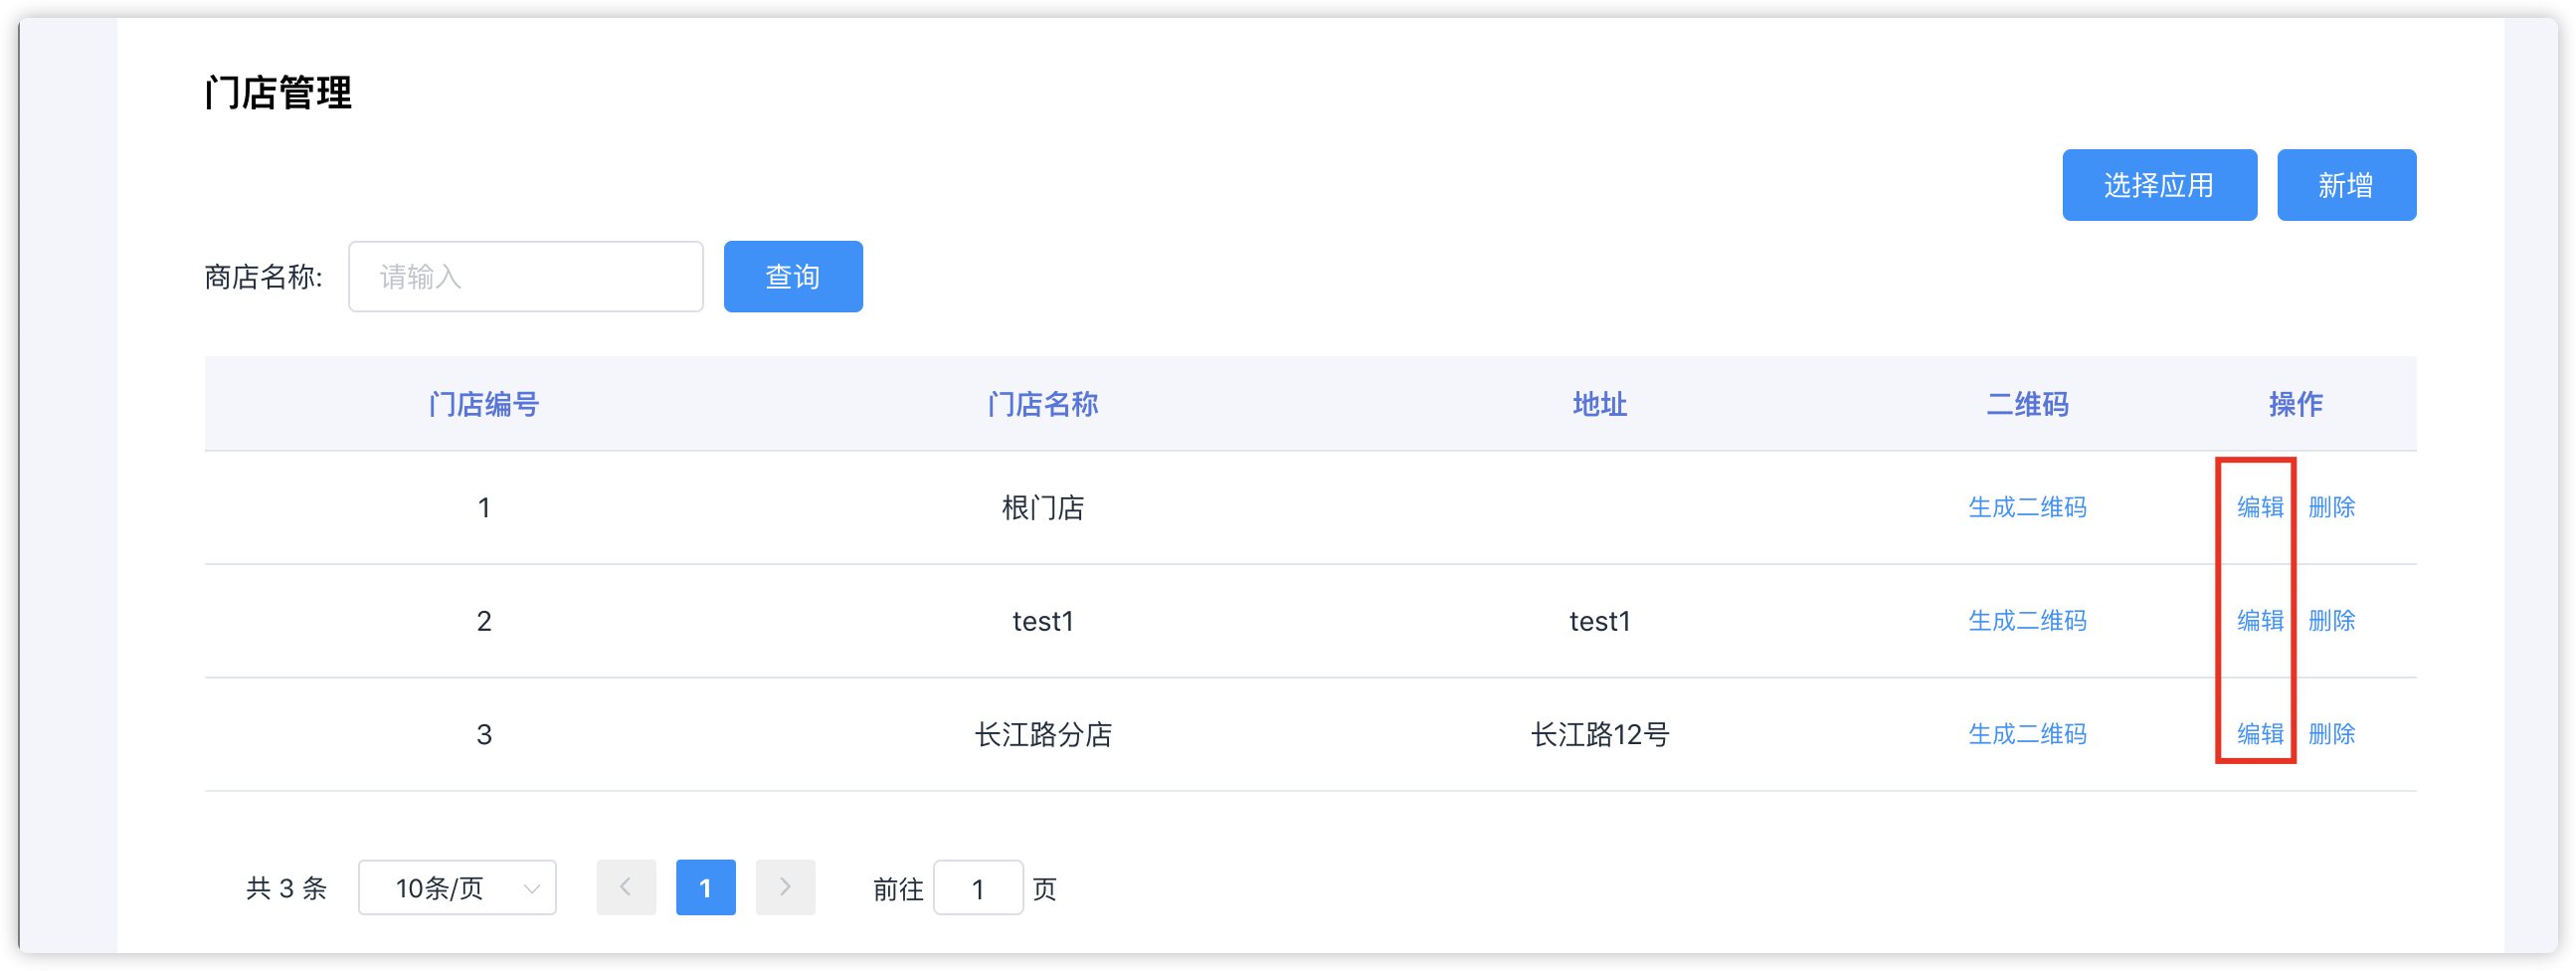 门店管理
选择应用 新增
商店名称: 请输入 查询
门店编号 门店名称 地址 二维码 操作
1 根门店 生成二维码 编辑 删除
2 test1 test1 生成二维码 编辑 删除
3 长江路分店 长江路12号 生成二维码 编辑 删除
共 3 条 10条/页 1 前往 1 页